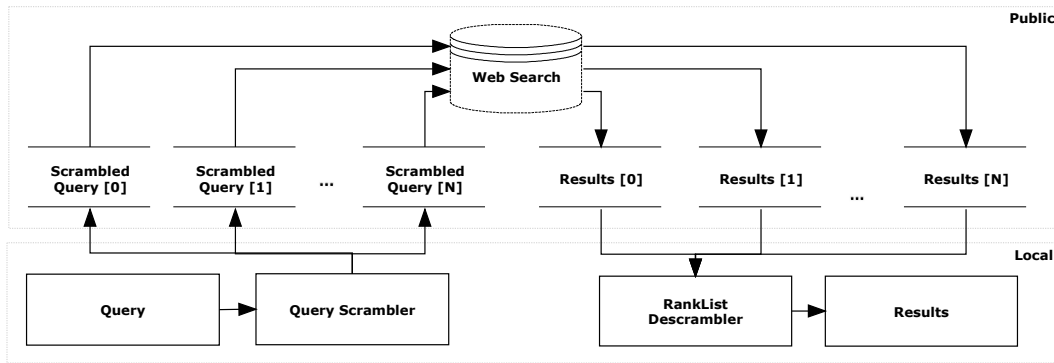 Public
Web Search
Scrambled
Query [0]
Scrambled
Query [1]
...
Scrambled
Query [N]
Results [0]
Results [1]
...
Results [N]
Local
Query
Query Scrambler
RankList
Descrambler
Results